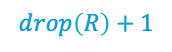 drop(R) + 1